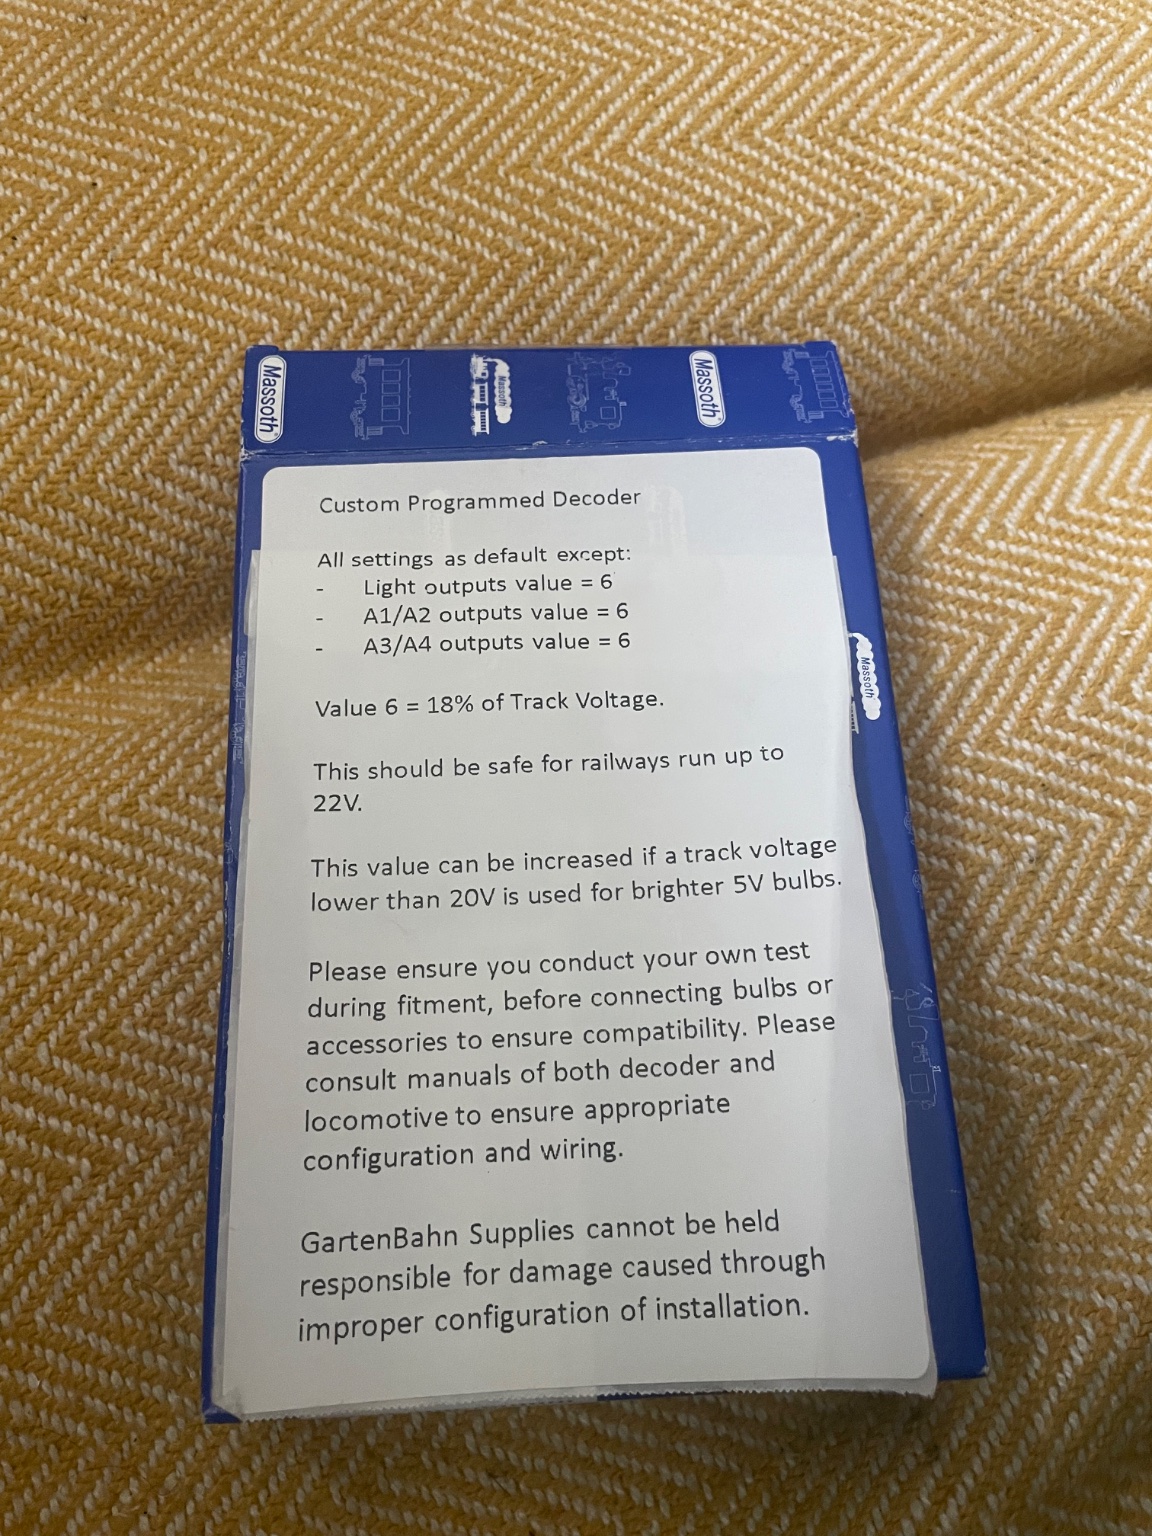 Massoth
Massoth
Massoth
Custom Programmed Decoder
All settings as default except:
- Light outputs value = 6
- A1/A2 outputs value = 6
- A3/A4 outputs value = 6
Value 6 = 18% of Track Voltage.
This should be safe for railways run up to
22V.
This value can be increased if a track voltage
lower than 20V is used for brighter 5V bulbs.
Please ensure you conduct your own test
during fitment, before connecting bulbs or
accessories to ensure compatibility. Please
consult manuals of both decoder and
locomotive to ensure appropriate
configuration and wiring.
GartenBahn Supplies cannot be held
responsible for damage caused through
improper configuration of installation.
Massoth